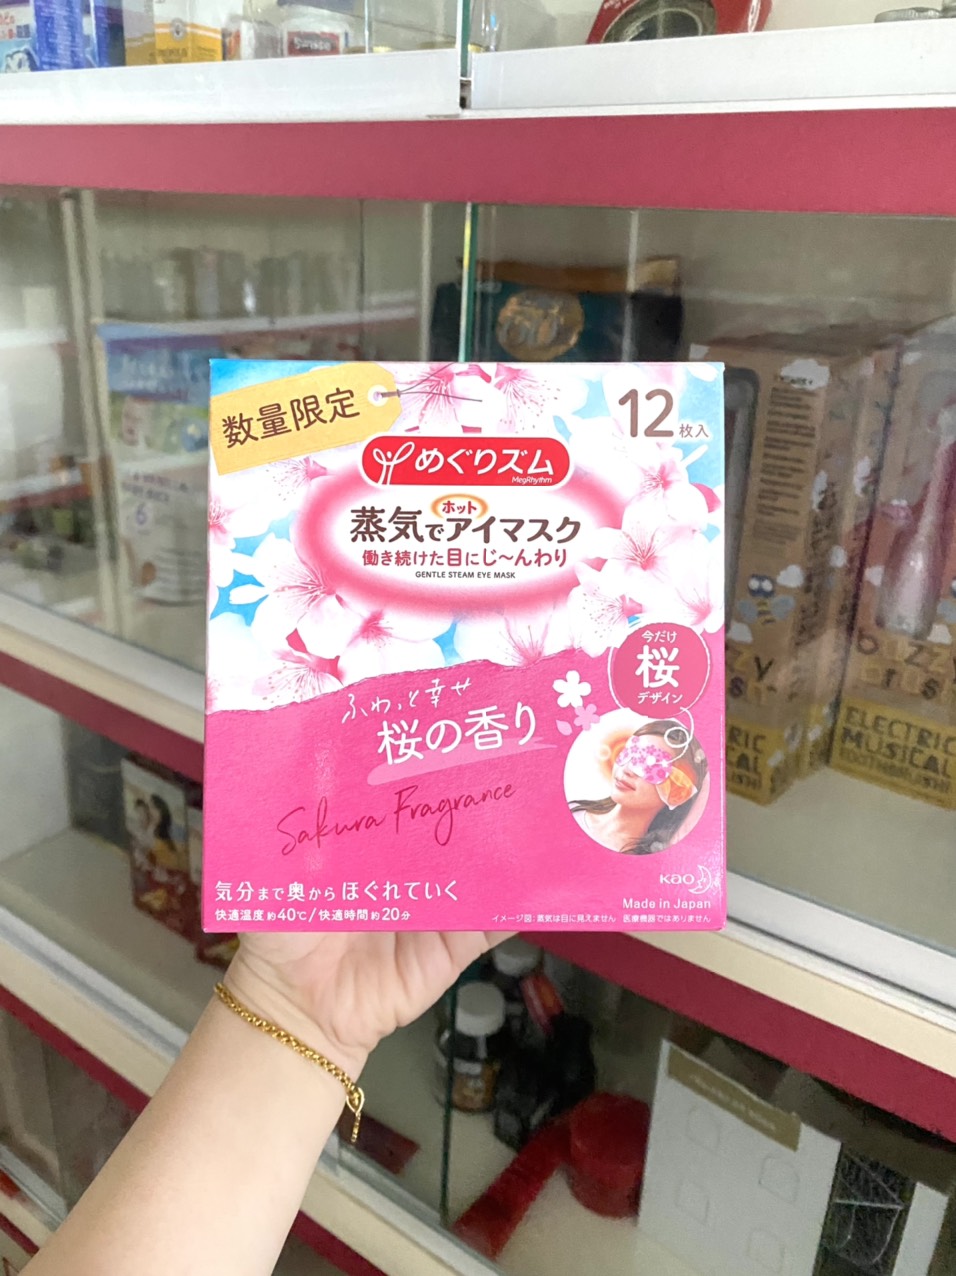 数量限定
12枚入
めぐりズム
MegRhythm
ホット
蒸気でアイマスク
働き続けた目にじ〜んわり
GENTLE STEAM EYE MASK
今だけ
桜
デザイン
ふわっと幸せ
桜の香り
Sakura Fragrance
気分まで奥からほぐれていく
快適温度 約40℃/快適時間 約20分
Kao
Made in Japan
イメージ図：蒸気は目に見えません 医療機器ではありません
ELECTRIC
MUSICAL
ELECTRIC
MUSICAL